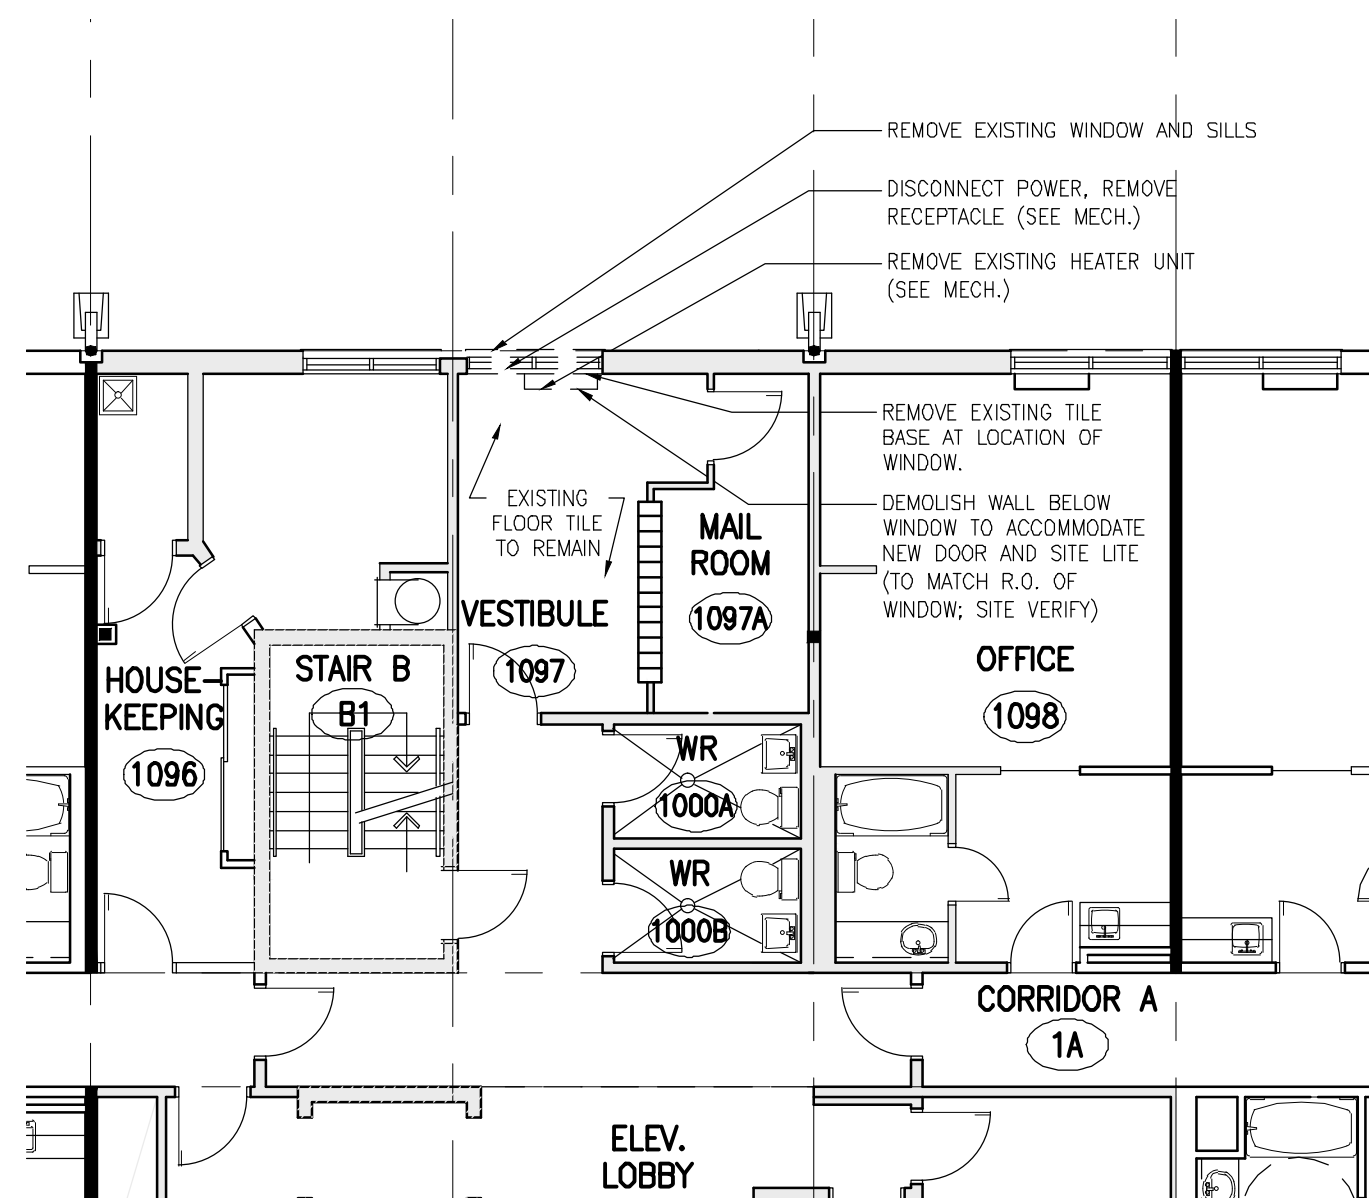 REMOVE EXISTING WINDOW AND SILLS
DISCONNECT POWER, REMOVE
RECEPTACLE (SEE MECH.)
REMOVE EXISTING HEATER UNIT
(SEE MECH.)
REMOVE EXISTING TILE
BASE AT LOCATION OF
WINDOW.
DEMOLISH WALL BELOW
WINDOW TO ACCOMMODATE
NEW DOOR AND SITE LITE
(TO MATCH R.O. OF
WINDOW; SITE VERIFY)
EXISTING
FLOOR TILE
TO REMAIN
MAIL
ROOM
1097A
VESTIBULE
1097
STAIR B
B1
HOUSE-
KEEPING
1096
OFFICE
1098
WR
1000A
WR
1000B
CORRIDOR A
1A
ELEV.
LOBBY